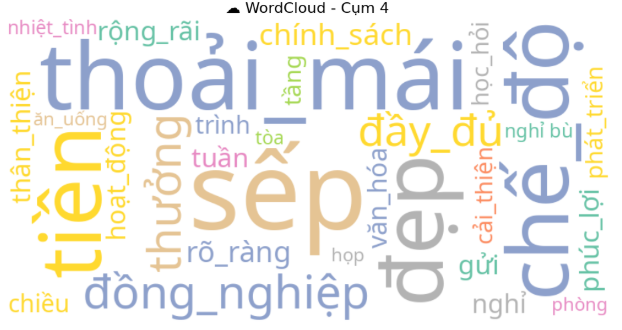 ☁ WordCloud - Cụm 4
nhiệt_tình
rộng_rãi
chính_sách
thoải_mái
học_hỏi
chế_độ
thân_thiện
ăn_uống
tiền
hoạt_động
thưởng
trình
tuần
tòa
tầng
sếp
đầy_đủ
văn_hóa
đẹp
cải_thiện
nghỉ bù
phát_triển
phúc_lợi
rõ_ràng
họp
gửi
đồng_nghiệp
chiều
nghỉ
phòng